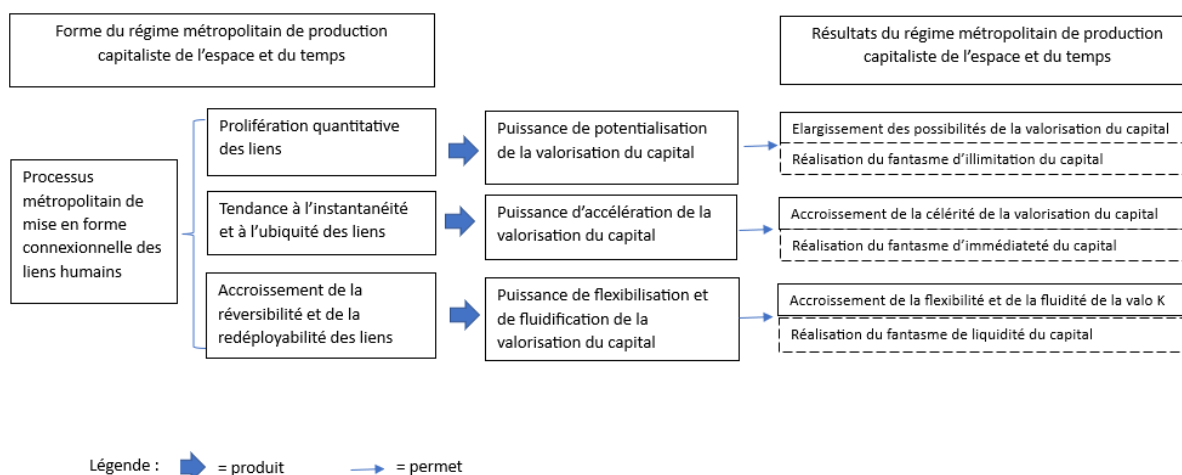 Forme du régime métropolitain de production
capitaliste de l'espace et du temps
Résultats du régime métropolitain de production
capitaliste de l'espace et du temps
Processus
métropolitain de
mise en forme
connexionnelle des
liens humains
Prolifération quantitative
des liens
Puissance de potentialisation
de la valorisation du capital
Elargissement des possibilités de la valorisation du capital
Réalisation du fantasme d'illimitation du capital
Tendance à l'instantanéité
et à l'ubiquité des liens
Puissance d'accélération de la
valorisation du capital
Accroissement de la célérité de la valorisation du capital
Réalisation du fantasme d'immédiateté du capital
Accroissement de la
réversibilité et de la
redéployabilité des liens
Puissance de flexibilisation et
de fluidification de la
valorisation du capital
Accroissement de la flexibilité et de la fluidité de la valo K
Réalisation du fantasme de liquidité du capital
Légende : = produit = permet